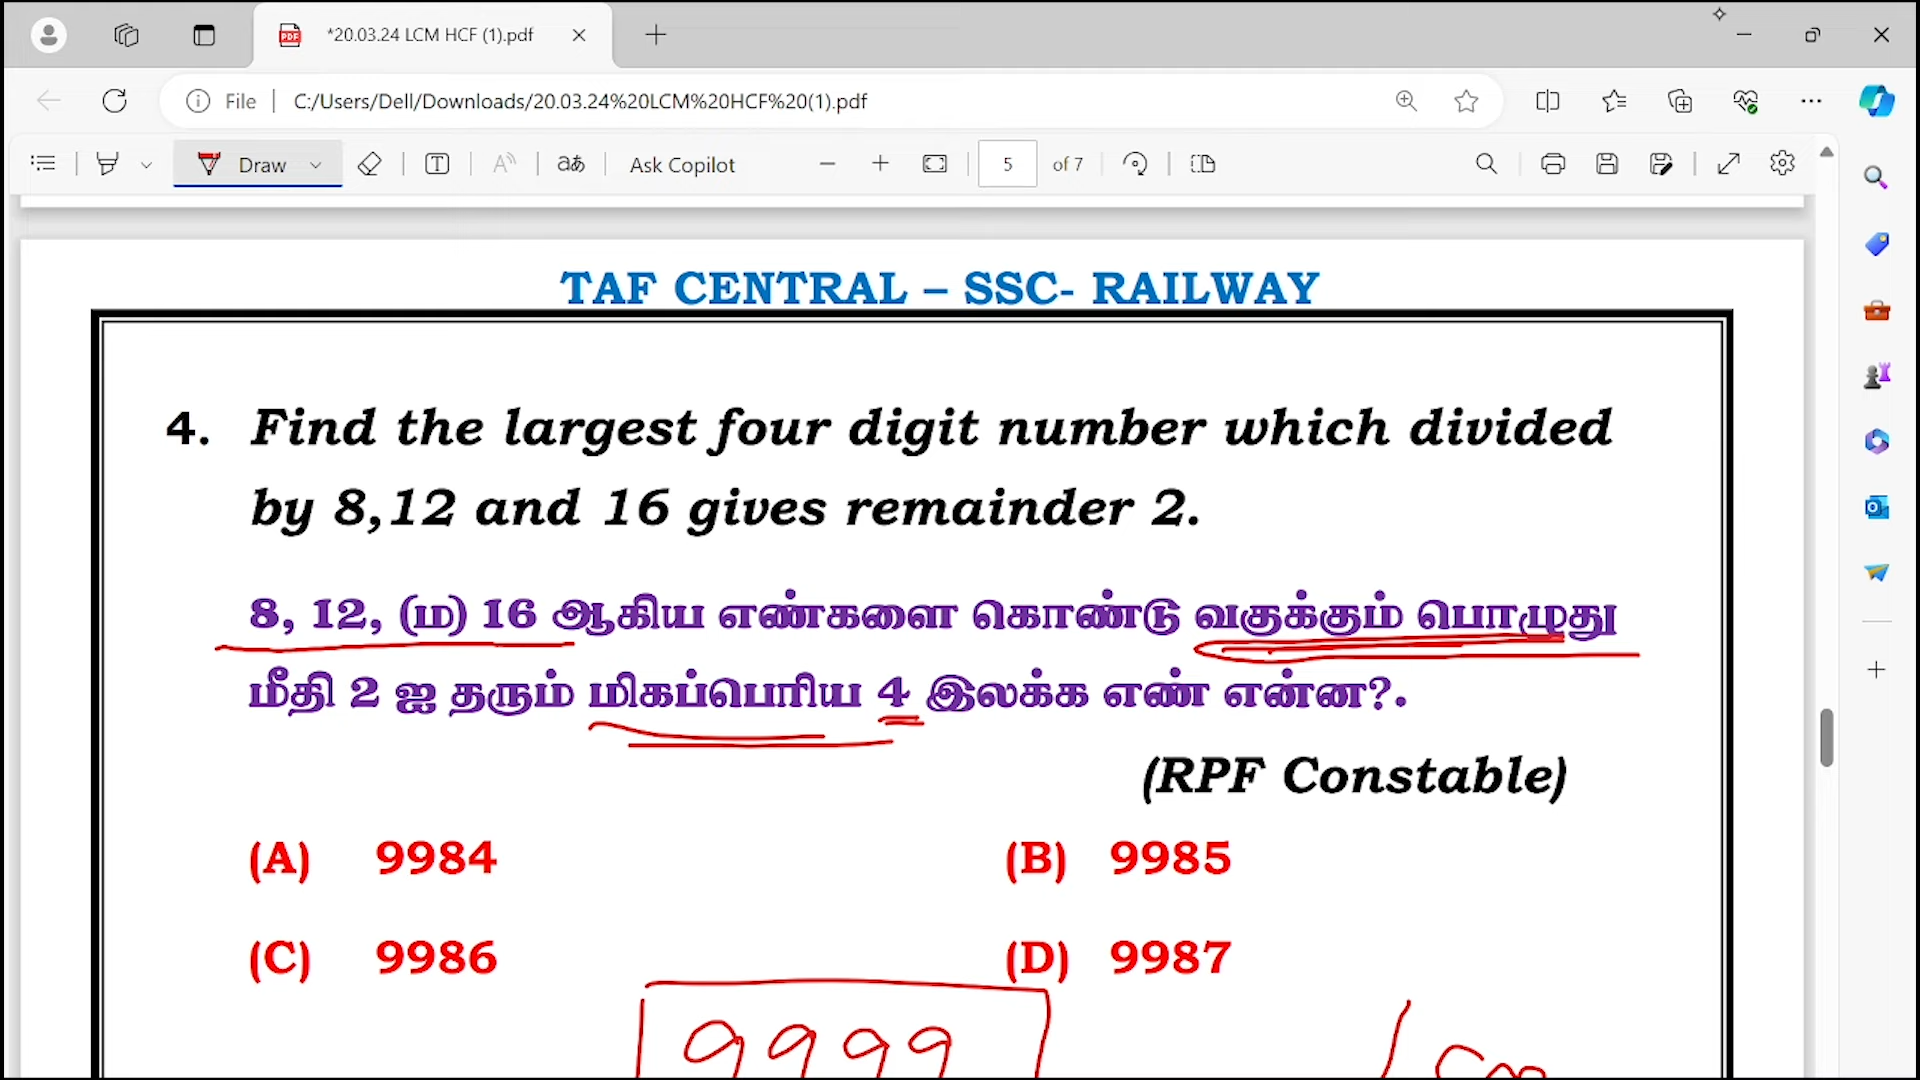 *20.03.24 LCM HCF (1).pdf
File C:/Users/Dell/Downloads/20.03.24%20LCM%20HCF%20(1).pdf
Draw Ask Copilot 5 of 7
TAF CENTRAL – SSC- RAILWAY
4. Find the largest four digit number which divided
by 8,12 and 16 gives remainder 2.
8, 12, (ம) 16 ஆகிய எண்களை கொண்டு வகுக்கும் பொழுது
மீதி 2 ஐ தரும் மிகப்பெரிய 4 இலக்க எண் என்ன?.
(RPF Constable)
(A) 9984 (B) 9985
(C) 9986 (D) 9987
9999